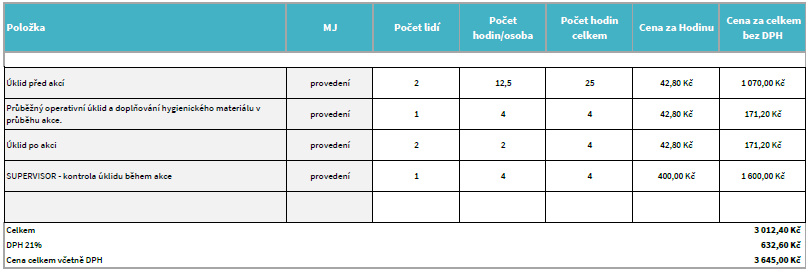 Položka MJ Počet lidí Počet hodin/osoba Počet hodin celkem Cena za Hodinu Cena za celkem bez DPH
Úklid před akcí provedení 2 12,5 25 42,80 Kč 1 070,00 Kč
Průběžný operativní úklid a doplňování hygienického materiálu v průběhu akce. provedení 1 4 4 42,80 Kč 171,20 Kč
Úklid po akci provedení 2 2 4 42,80 Kč 171,20 Kč
SUPERVISOR - kontrola úklidu během akce provedení 1 4 4 400,00 Kč 1 600,00 Kč
Celkem 3 012,40 Kč
DPH 21% 632,60 Kč
Cena celkem včetně DPH 3 645,00 Kč